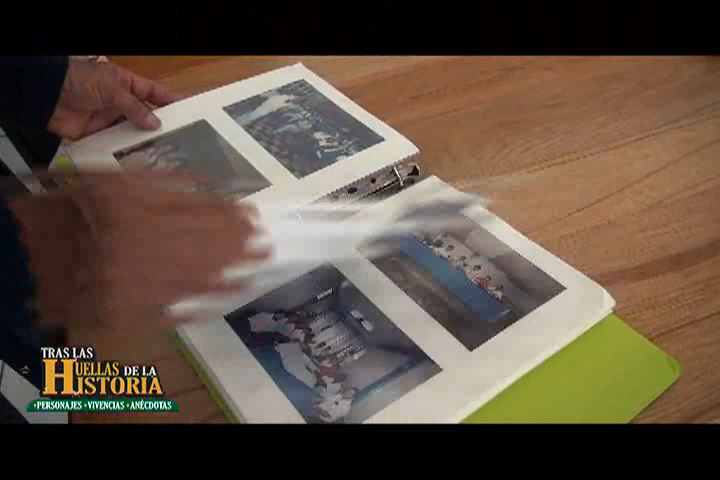 TRAS LAS
HUELLAS DE LA
HISTORIA
•PERSONAJES •VIVENCIAS •ANÉCDOTAS